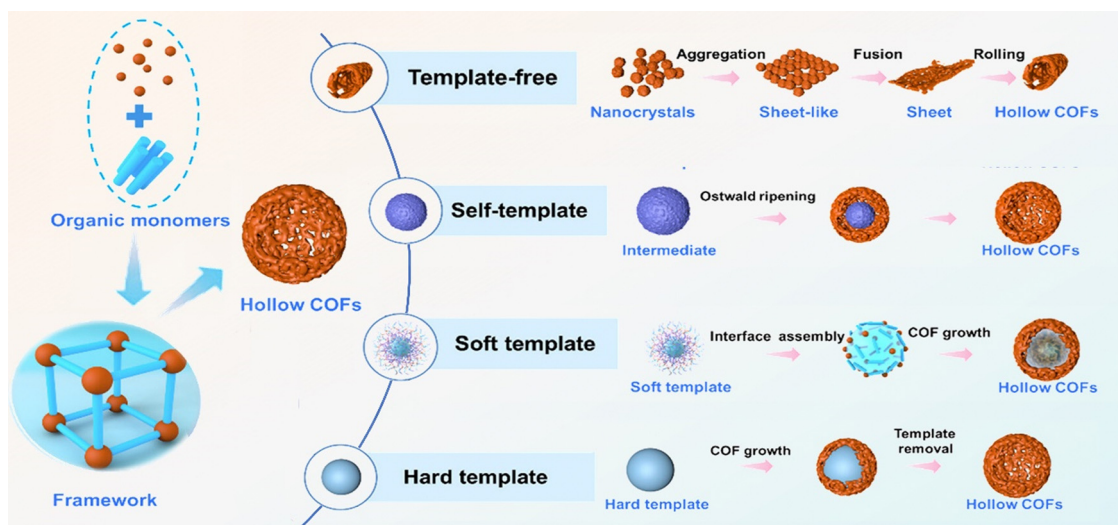 Organic monomers
Framework
Hollow COFs
Template-free
Aggregation
Fusion
Rolling
Nanocrystals
Sheet-like
Sheet
Hollow COFs
Self-template
Ostwald ripening
Intermediate
Hollow COFs
Hollow COFs
Soft template
Interface assembly
COF growth
Soft template
Hollow COFs
Hard template
COF growth
Template
removal
Hard template
Hollow COFs